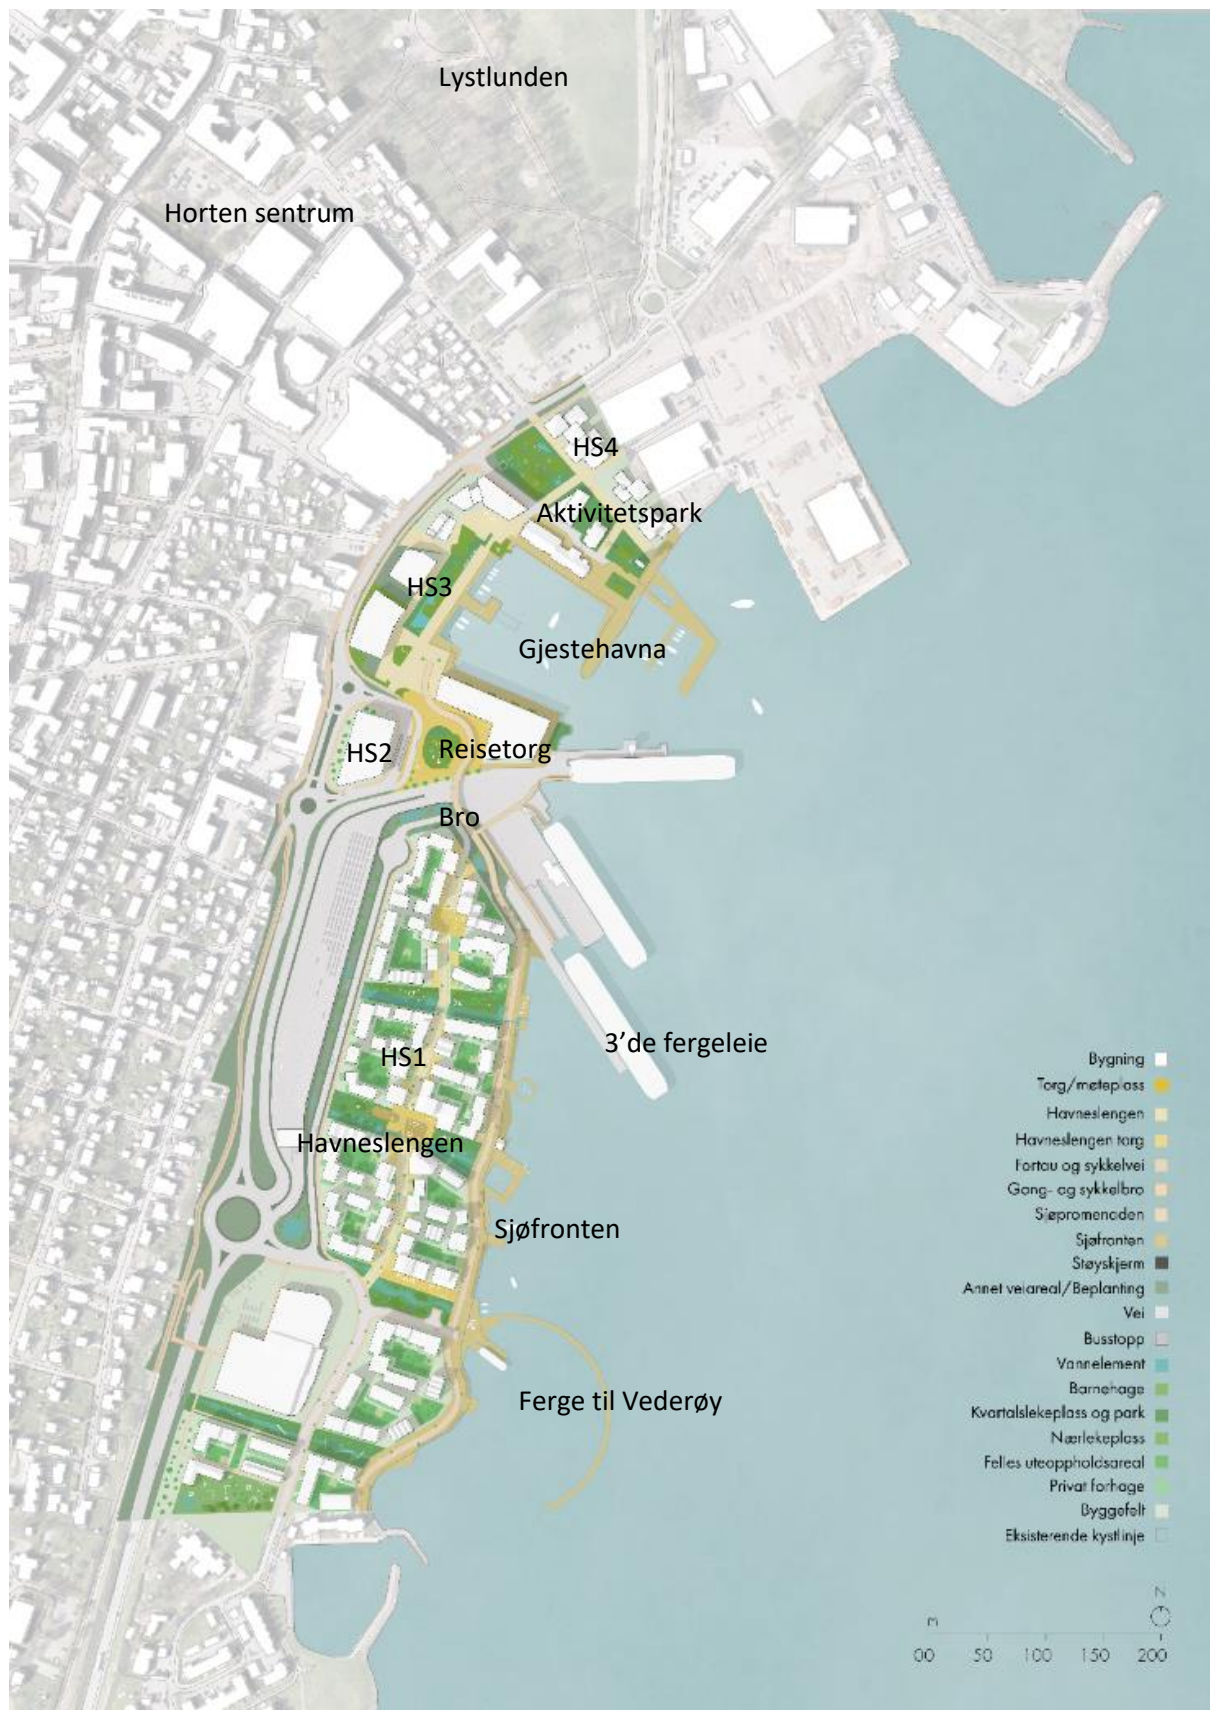 Lystlunden
Horten sentrum
HS4
Aktivitetspark
HS3
Gjestehavna
HS2
Reisetorg
Bro
3’de fergeleie
HS1
Havneslengen
Sjøfronten
Ferge til Vederøy
Bygning
Torg/møteplass
Havneslengen
Havneslengen torg
Fortau og sykkelvei
Gang- og sykkelbro
Sjøpromenaden
Sjøfronten
Støyskjerm
Annet veiareal/Beplanting
Vei
Busstopp
Vannelement
Barnehage
Kvartalslekeplass og park
Nærlekeplass
Felles uteoppholdsareal
Privat forhage
Byggefelt
Eksisterende kystlinje
N
m
00 50 100 150 200